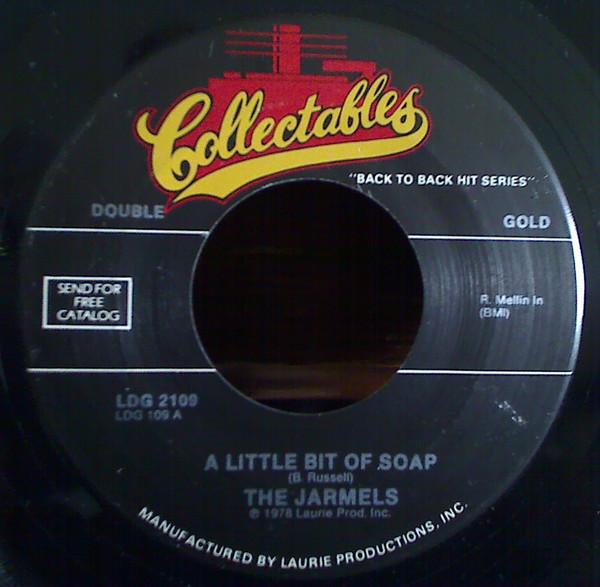 Collectables
"BACK TO BACK HIT SERIES"
DOUBLE
GOLD
SEND FOR
FREE
CATALOG
R. Mellin In
(BMI)
LDG 2109
LDG 109 A
A LITTLE BIT OF SOAP
(B. Russell)
THE JARMELS
℗ 1978 Laurie Prod. Inc.
MANUFACTURED BY LAURIE PRODUCTIONS, INC.